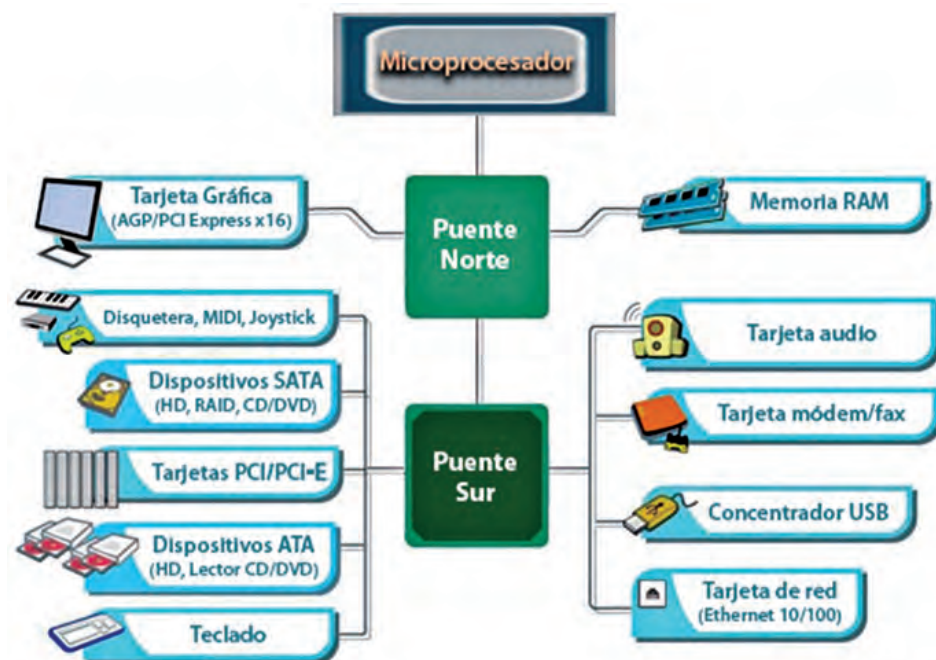 Microprocesador
Tarjeta Gráfica
(AGP/PCI Express x16)
Puente
Norte
Memoria RAM
Disquetera, MIDI, Joystick
Dispositivos SATA
(HD, RAID, CD/DVD)
Tarjetas PCI/PCI-E
Dispositivos ATA
(HD, Lector CD/DVD)
Teclado
Puente
Sur
Tarjeta audio
Tarjeta módem/fax
Concentrador USB
Tarjeta de red
(Ethernet 10/100)